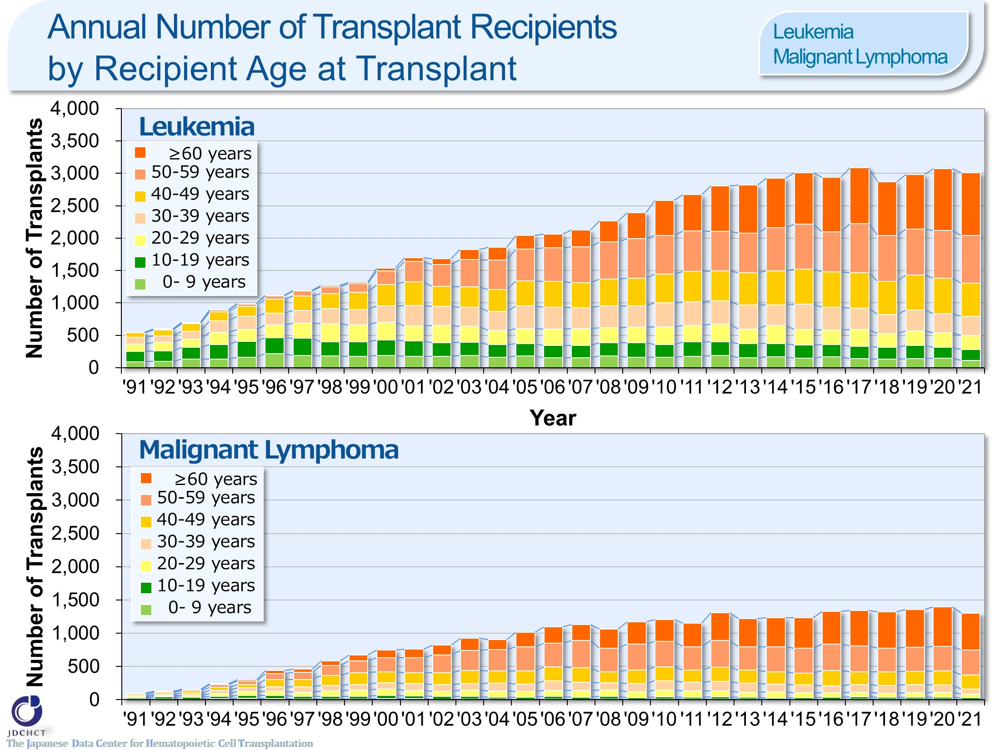 Annual Number of Transplant Recipients
by Recipient Age at Transplant
Leukemia
Malignant Lymphoma
Number of Transplants
4,000
3,500
3,000
2,500
2,000
1,500
1,000
500
0
Leukemia
≥60 years
50-59 years
40-49 years
30-39 years
20-29 years
10-19 years
0- 9 years
'91 '92 '93 '94 '95 '96 '97 '98 '99 '00 '01 '02 '03 '04 '05 '06 '07 '08 '09 '10 '11 '12 '13 '14 '15 '16 '17 '18 '19 '20 '21
Year
Number of Transplants
4,000
3,500
3,000
2,500
2,000
1,500
1,000
500
0
Malignant Lymphoma
≥60 years
50-59 years
40-49 years
30-39 years
20-29 years
10-19 years
0- 9 years
'91 '92 '93 '94 '95 '96 '97 '98 '99 '00 '01 '02 '03 '04 '05 '06 '07 '08 '09 '10 '11 '12 '13 '14 '15 '16 '17 '18 '19 '20 '21
JDCHCT
The Japanese Data Center for Hematopoietic Cell Transplantation